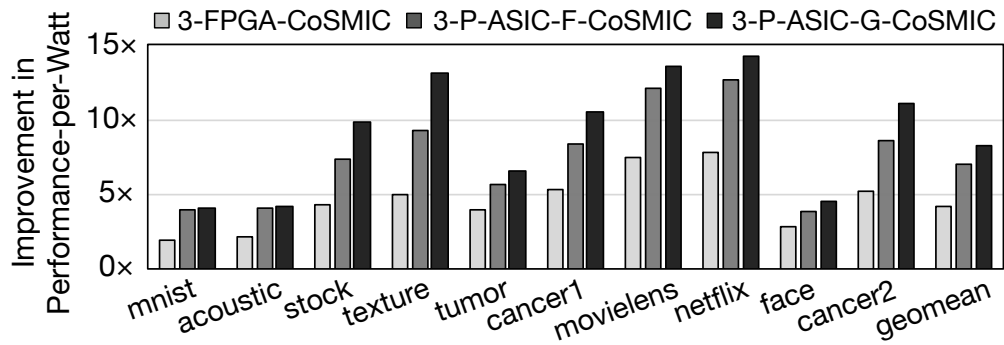 3-FPGA-CoSMIC 3-P-ASIC-F-CoSMIC 3-P-ASIC-G-CoSMIC
Improvement in
Performance-per-Watt
15×
10×
5×
0×
mnist
acoustic
stock
texture
tumor
cancer1
movielens
netflix
face
cancer2
geomean